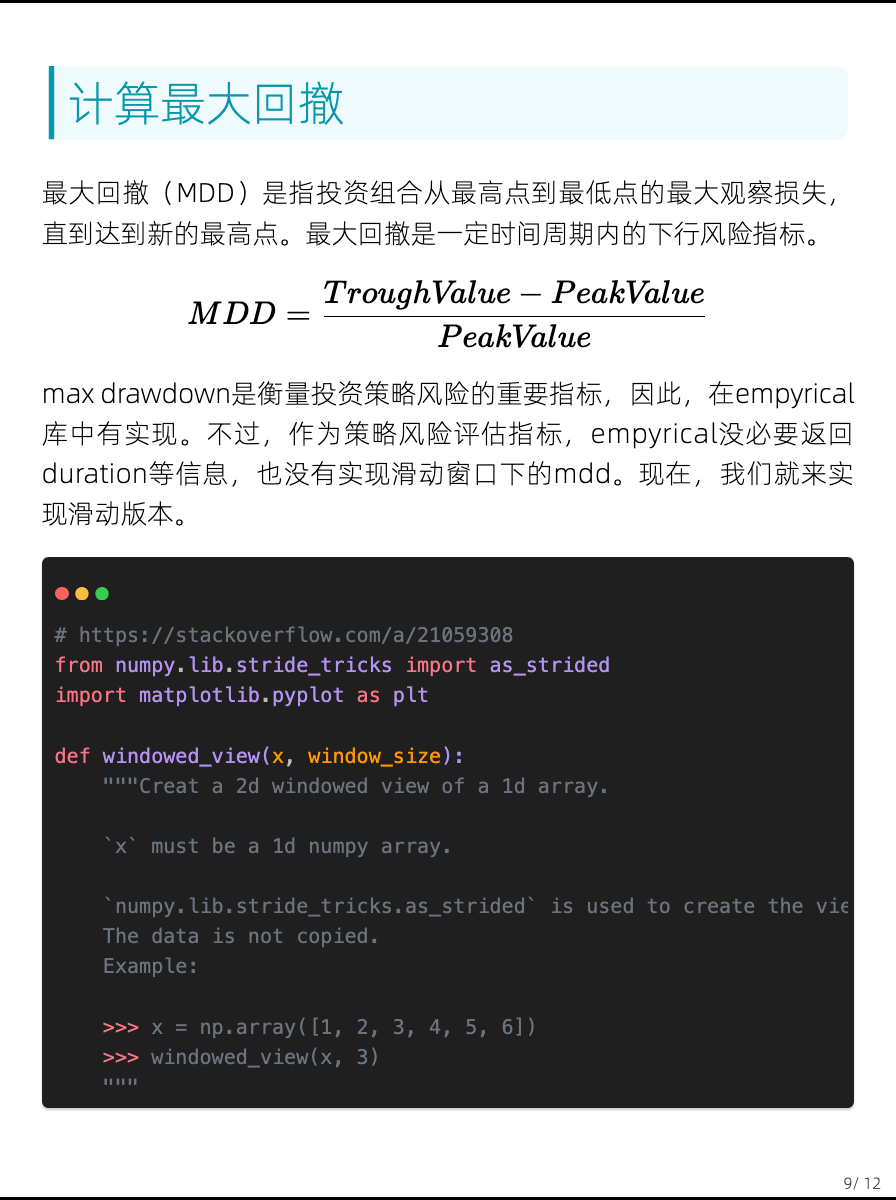 计算最大回撤
最大回撤（MDD）是指投资组合从最高点到最低点的最大观察损失，
直到达到新的最高点。最大回撤是一定时间周期内的下行风险指标。
MDD = \frac{TroughValue - PeakValue}{PeakValue}
max drawdown是衡量投资策略风险的重要指标，因此，在empyrical
库中有实现。不过，作为策略风险评估指标，empyrical没必要返回
duration等信息，也没有实现滑动窗口下的mdd。现在，我们就来实
现滑动版本。
# https://stackoverflow.com/a/21059308
from numpy.lib.stride_tricks import as_strided
import matplotlib.pyplot as plt
def windowed_view(x, window_size):
"""Creat a 2d windowed view of a 1d array.
`x` must be a 1d numpy array.
`numpy.lib.stride_tricks.as_strided` is used to create the vie
The data is not copied.
Example:
>>> x = np.array([1, 2, 3, 4, 5, 6])
>>> windowed_view(x, 3)
"""
9/ 12